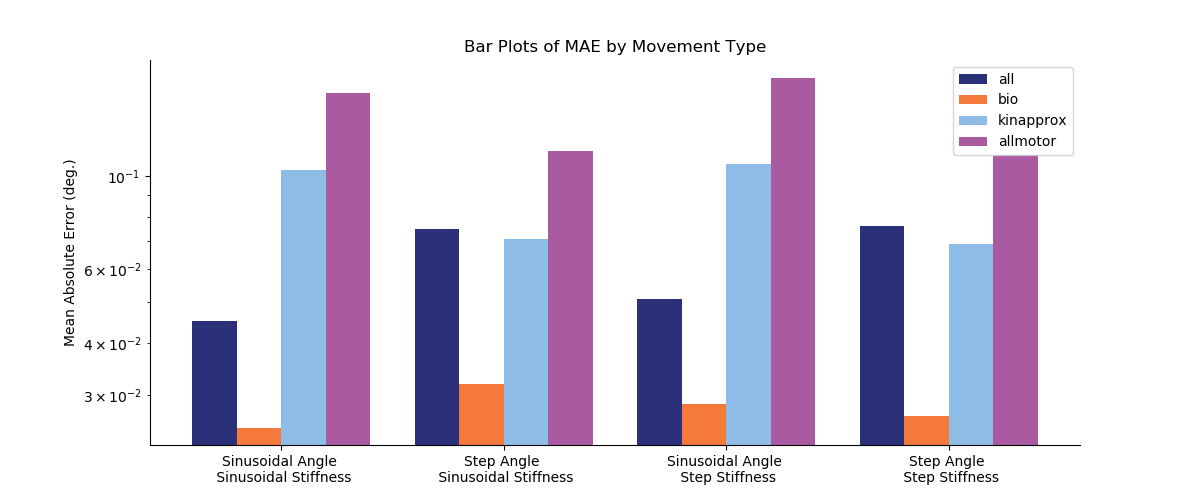 Bar Plots of MAE by Movement Type
Mean Absolute Error (deg.)
10⁻¹
6 × 10⁻²
4 × 10⁻²
3 × 10⁻²
all
bio
kinapprox
allmotor
Sinusoidal Angle
Sinusoidal Stiffness
Step Angle
Sinusoidal Stiffness
Sinusoidal Angle
Step Stiffness
Step Angle
Step Stiffness